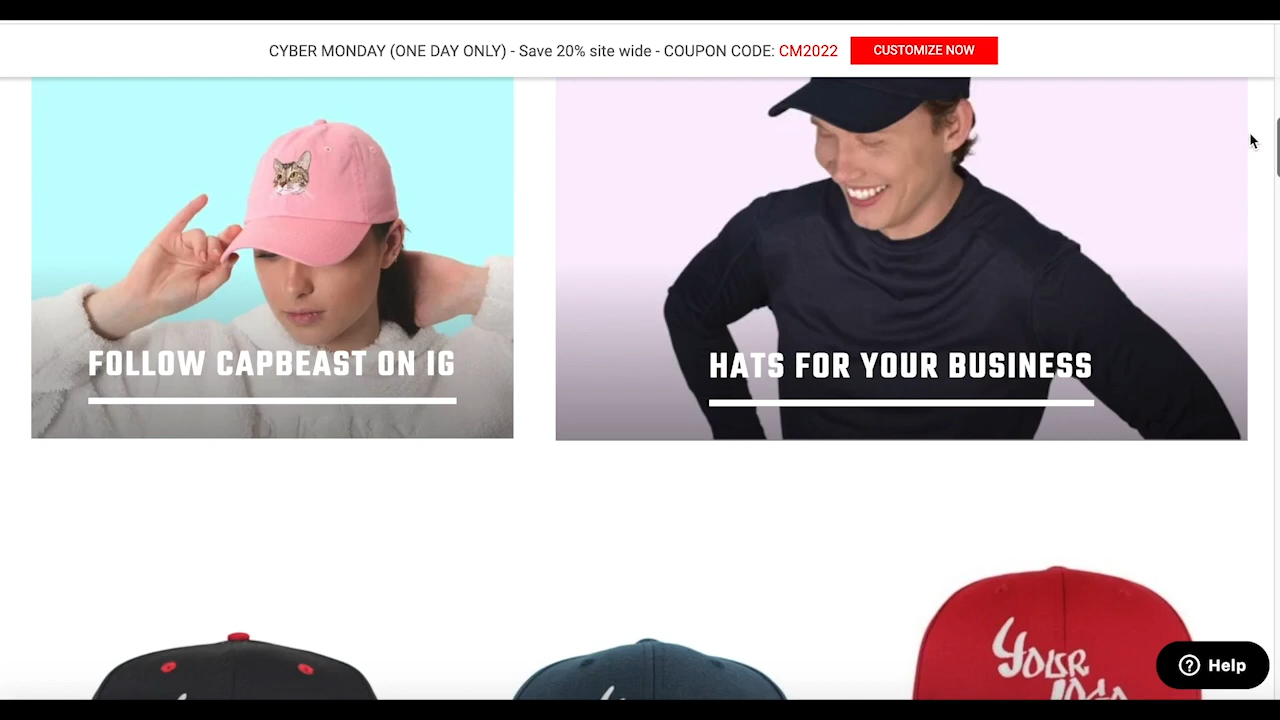 CYBER MONDAY (ONE DAY ONLY) - Save 20% site wide - COUPON CODE: CM2022
CUSTOMIZE NOW
FOLLOW CAPBEAST ON IG
HATS FOR YOUR BUSINESS
YOUR
Help